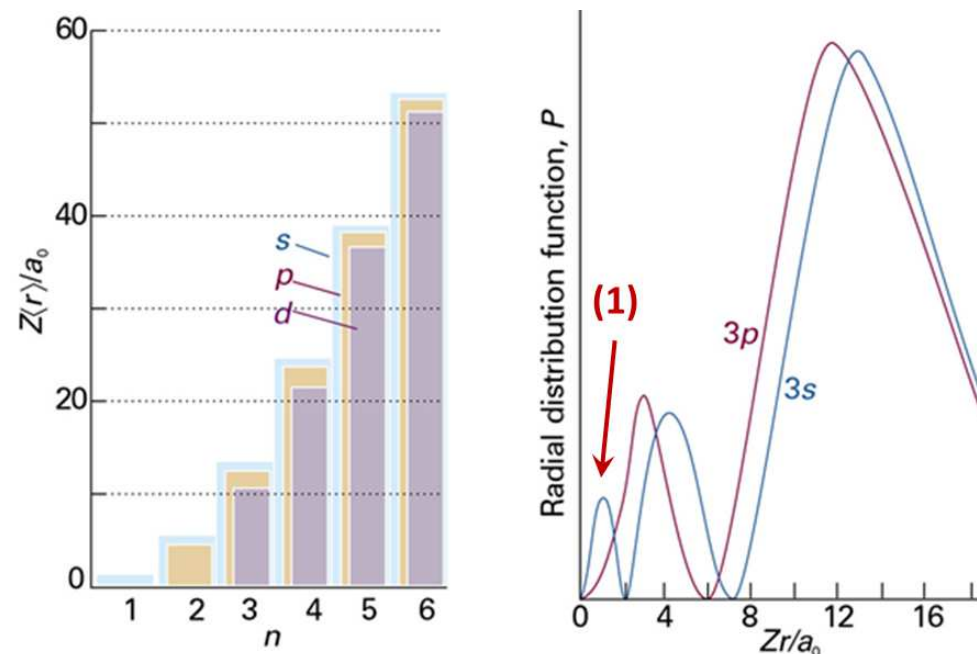 60
40
20
0
Z⟨r⟩/a₀
s
p
d
1 2 3 4 5 6
n
Radial distribution function, P
(1)
3p
3s
0 4 8 12 16
Zr/a₀